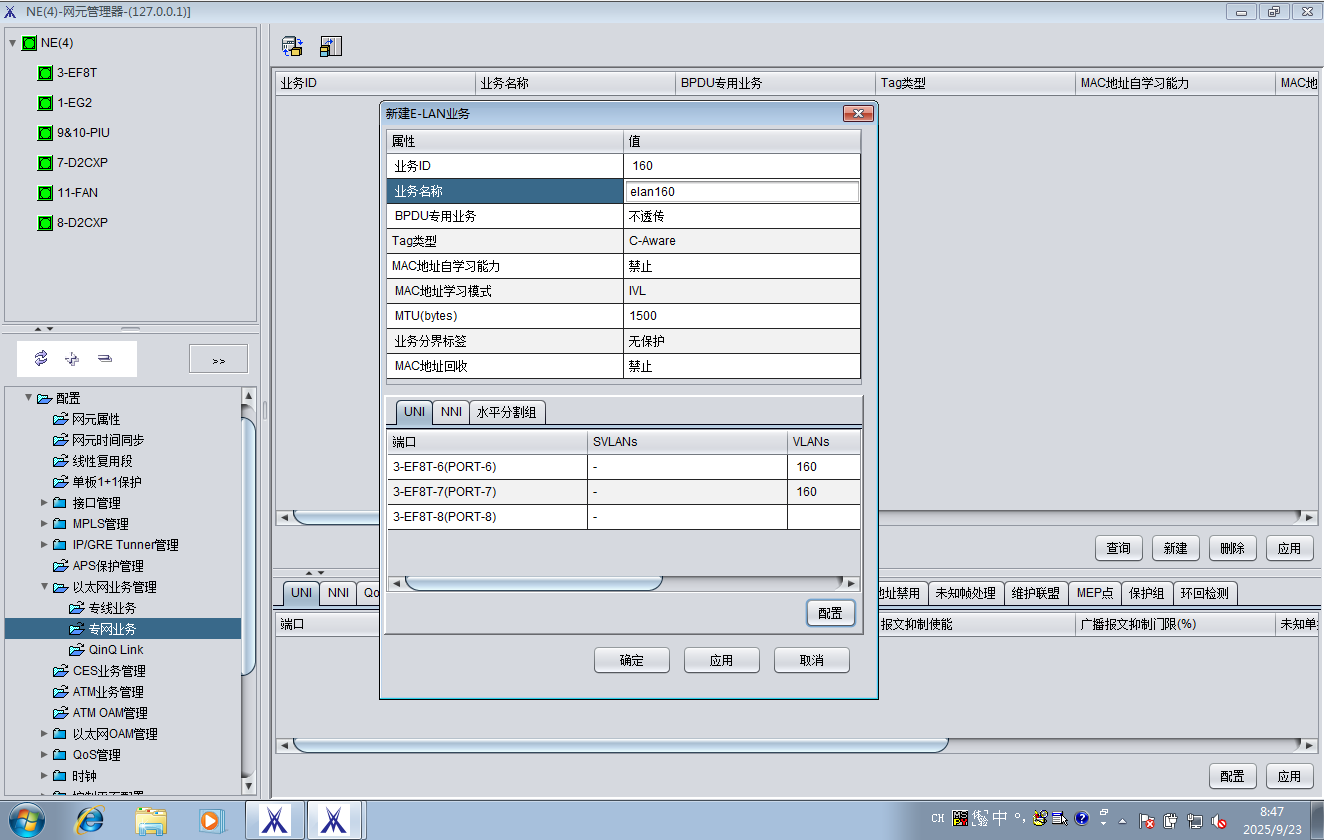 NE(4)-网元管理器-(127.0.0.1)]
NE(4)
3-EF8T
1-EG2
9&10-PIU
7-D2CXP
11-FAN
8-D2CXP
>>
配置
网元属性
网元时间同步
线性复用段
单板1+1保护
接口管理
MPLS管理
IP/GRE Tunner管理
APS保护管理
以太网业务管理
专线业务
专网业务
QinQ Link
CES业务管理
ATM业务管理
ATM OAM管理
以太网OAM管理
QoS管理
时钟
业务ID 业务名称 BPDU专用业务 Tag类型 MAC地址自学习能力 MAC地
新建E-LAN业务
属性 值
业务ID 160
业务名称 elan160
BPDU专用业务 不透传
Tag类型 C-Aware
MAC地址自学习能力 禁止
MAC地址学习模式 IVL
MTU(bytes) 1500
业务分界标签 无保护
MAC地址回收 禁止
UNI NNI 水平分割组
端口 SVLANs VLANs
3-EF8T-6(PORT-6) - 160
3-EF8T-7(PORT-7) - 160
3-EF8T-8(PORT-8) -
配置
确定 应用 取消
查询 新建 删除 应用
UNI NNI Qo 地址禁用 未知帧处理 维护联盟 MEP点 保护组 环回检测
端口 报文抑制使能 广播报文抑制门限(%) 未知单
配置 应用
CH 中 °,
8:47
2025/9/23